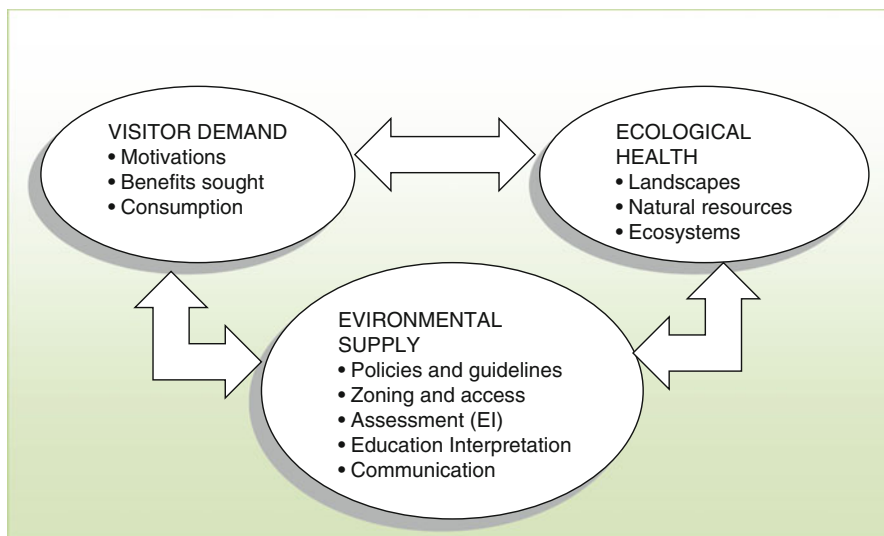 VISITOR DEMAND
• Motivations
• Benefits sought
• Consumption
ECOLOGICAL
HEALTH
• Landscapes
• Natural resources
• Ecosystems
EVIRONMENTAL
SUPPLY
• Policies and guidelines
• Zoning and access
• Assessment (EI)
• Education Interpretation
• Communication